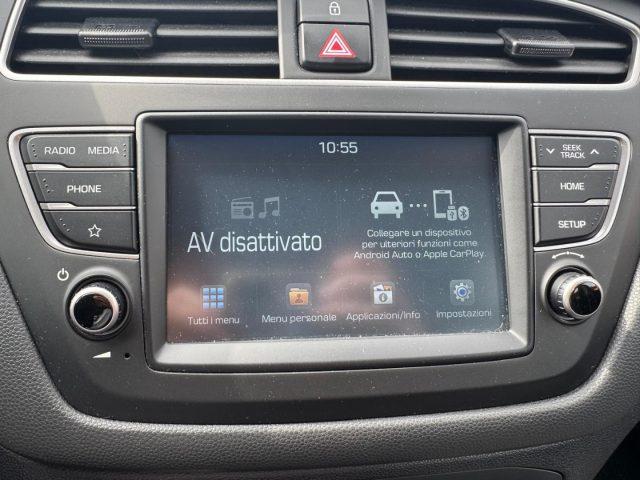 10:55
RADIO MEDIA
PHONE
SEEK
TRACK
HOME
SETUP
AV disattivato
Collegare un dispositivo
per ulteriori funzioni come
Android Auto o Apple CarPlay.
Tutti i menu
Menu personale
Applicazioni/Info
Impostazioni